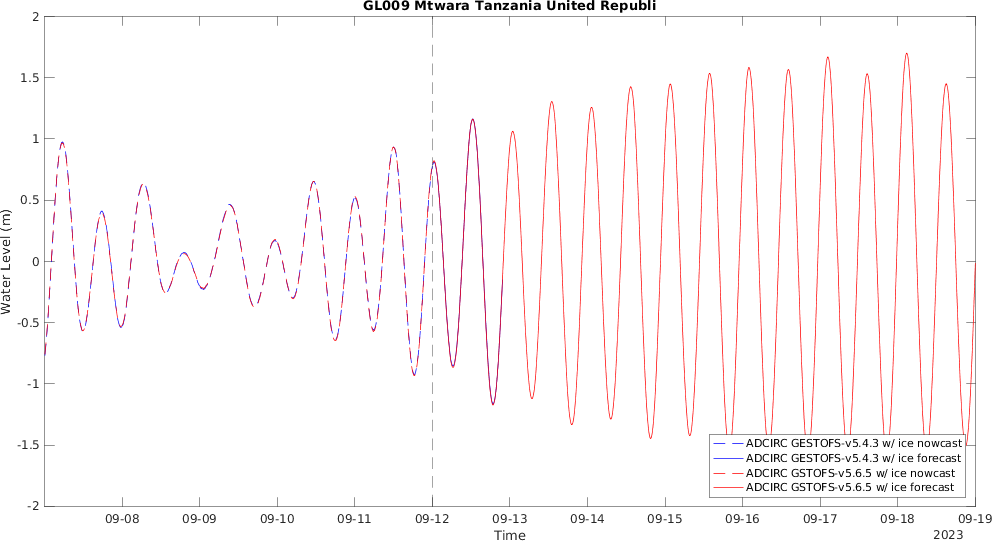 GL009 Mtwara Tanzania United Republi
2
1.5
1
0.5
0
-0.5
-1
-1.5
-2
Water Level (m)
ADCIRC GESTOFS-v5.4.3 w/ ice nowcast
ADCIRC GESTOFS-v5.4.3 w/ ice forecast
ADCIRC GSTOFS-v5.6.5 w/ ice nowcast
ADCIRC GSTOFS-v5.6.5 w/ ice forecast
09-08 09-09 09-10 09-11 09-12 09-13 09-14 09-15 09-16 09-17 09-18 09-19
Time
2023